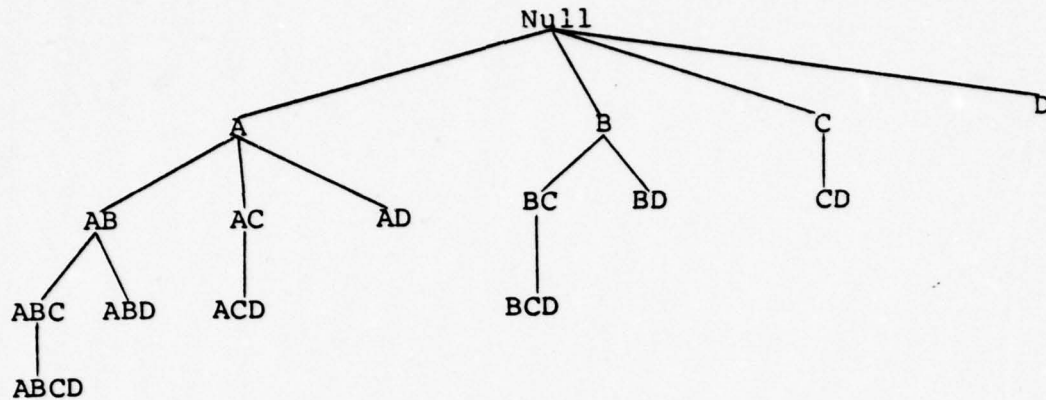 Null
A B C D
AB AC AD BC BD CD
ABC ABD ACD BCD
ABCD